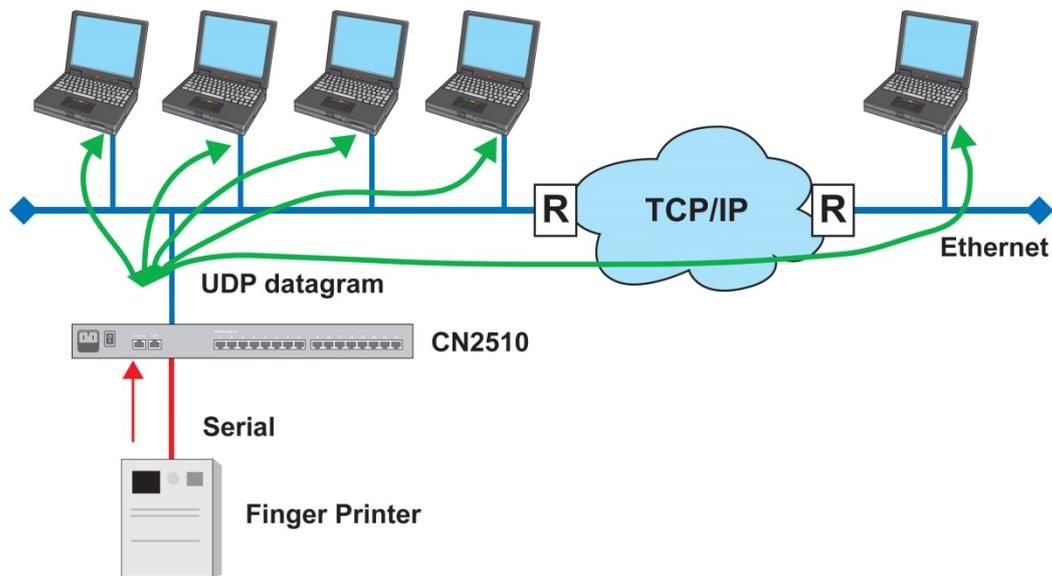 R
TCP/IP
R
Ethernet
UDP datagram
CN2510
Serial
Finger Printer